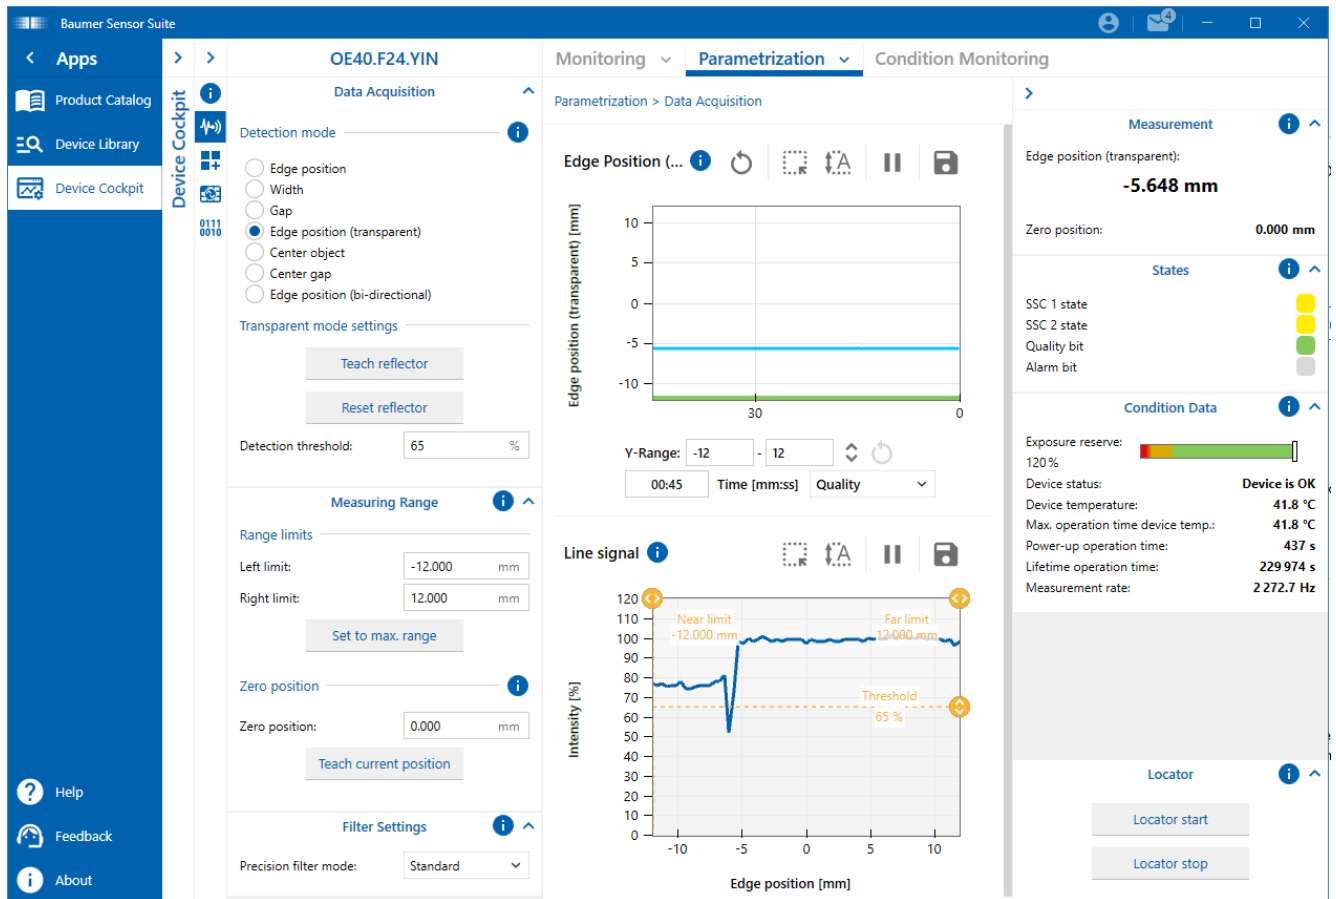 Baumer Sensor Suite
4
Apps
Product Catalog
Device Library
Device Cockpit
Help
Feedback
About
Device Cockpit
0111
0010
OE40.F24.YIN
Data Acquisition
Detection mode
Edge position
Width
Gap
Edge position (transparent)
Center object
Center gap
Edge position (bi-directional)
Transparent mode settings
Teach reflector
Reset reflector
Detection threshold: 65 %
Measuring Range
Range limits
Left limit: -12.000 mm
Right limit: 12.000 mm
Set to max. range
Zero position
Zero position: 0.000 mm
Teach current position
Filter Settings
Precision filter mode: Standard
Monitoring Parametrization Condition Monitoring
Parametrization > Data Acquisition
Edge Position (...
Edge position (transparent) [mm]
10
5
0
-5
-10
30 0
Y-Range: -12 - 12
00:45 Time [mm:ss] Quality
Line signal
Intensity [%]
120
110
100
90
80
70
60
50
40
30
20
10
0
Near limit
-12.000 mm
Far limit
12.000 mm
Threshold
65 %
-10 -5 0 5 10
Edge position [mm]
Measurement
Edge position (transparent):
-5.648 mm
Zero position: 0.000 mm
States
SSC 1 state
SSC 2 state
Quality bit
Alarm bit
Condition Data
Exposure reserve:
120 %
Device status: Device is OK
Device temperature: 41.8 °C
Max. operation time device temp.: 41.8 °C
Power-up operation time: 437 s
Lifetime operation time: 229 974 s
Measurement rate: 2 272.7 Hz
Locator
Locator start
Locator stop